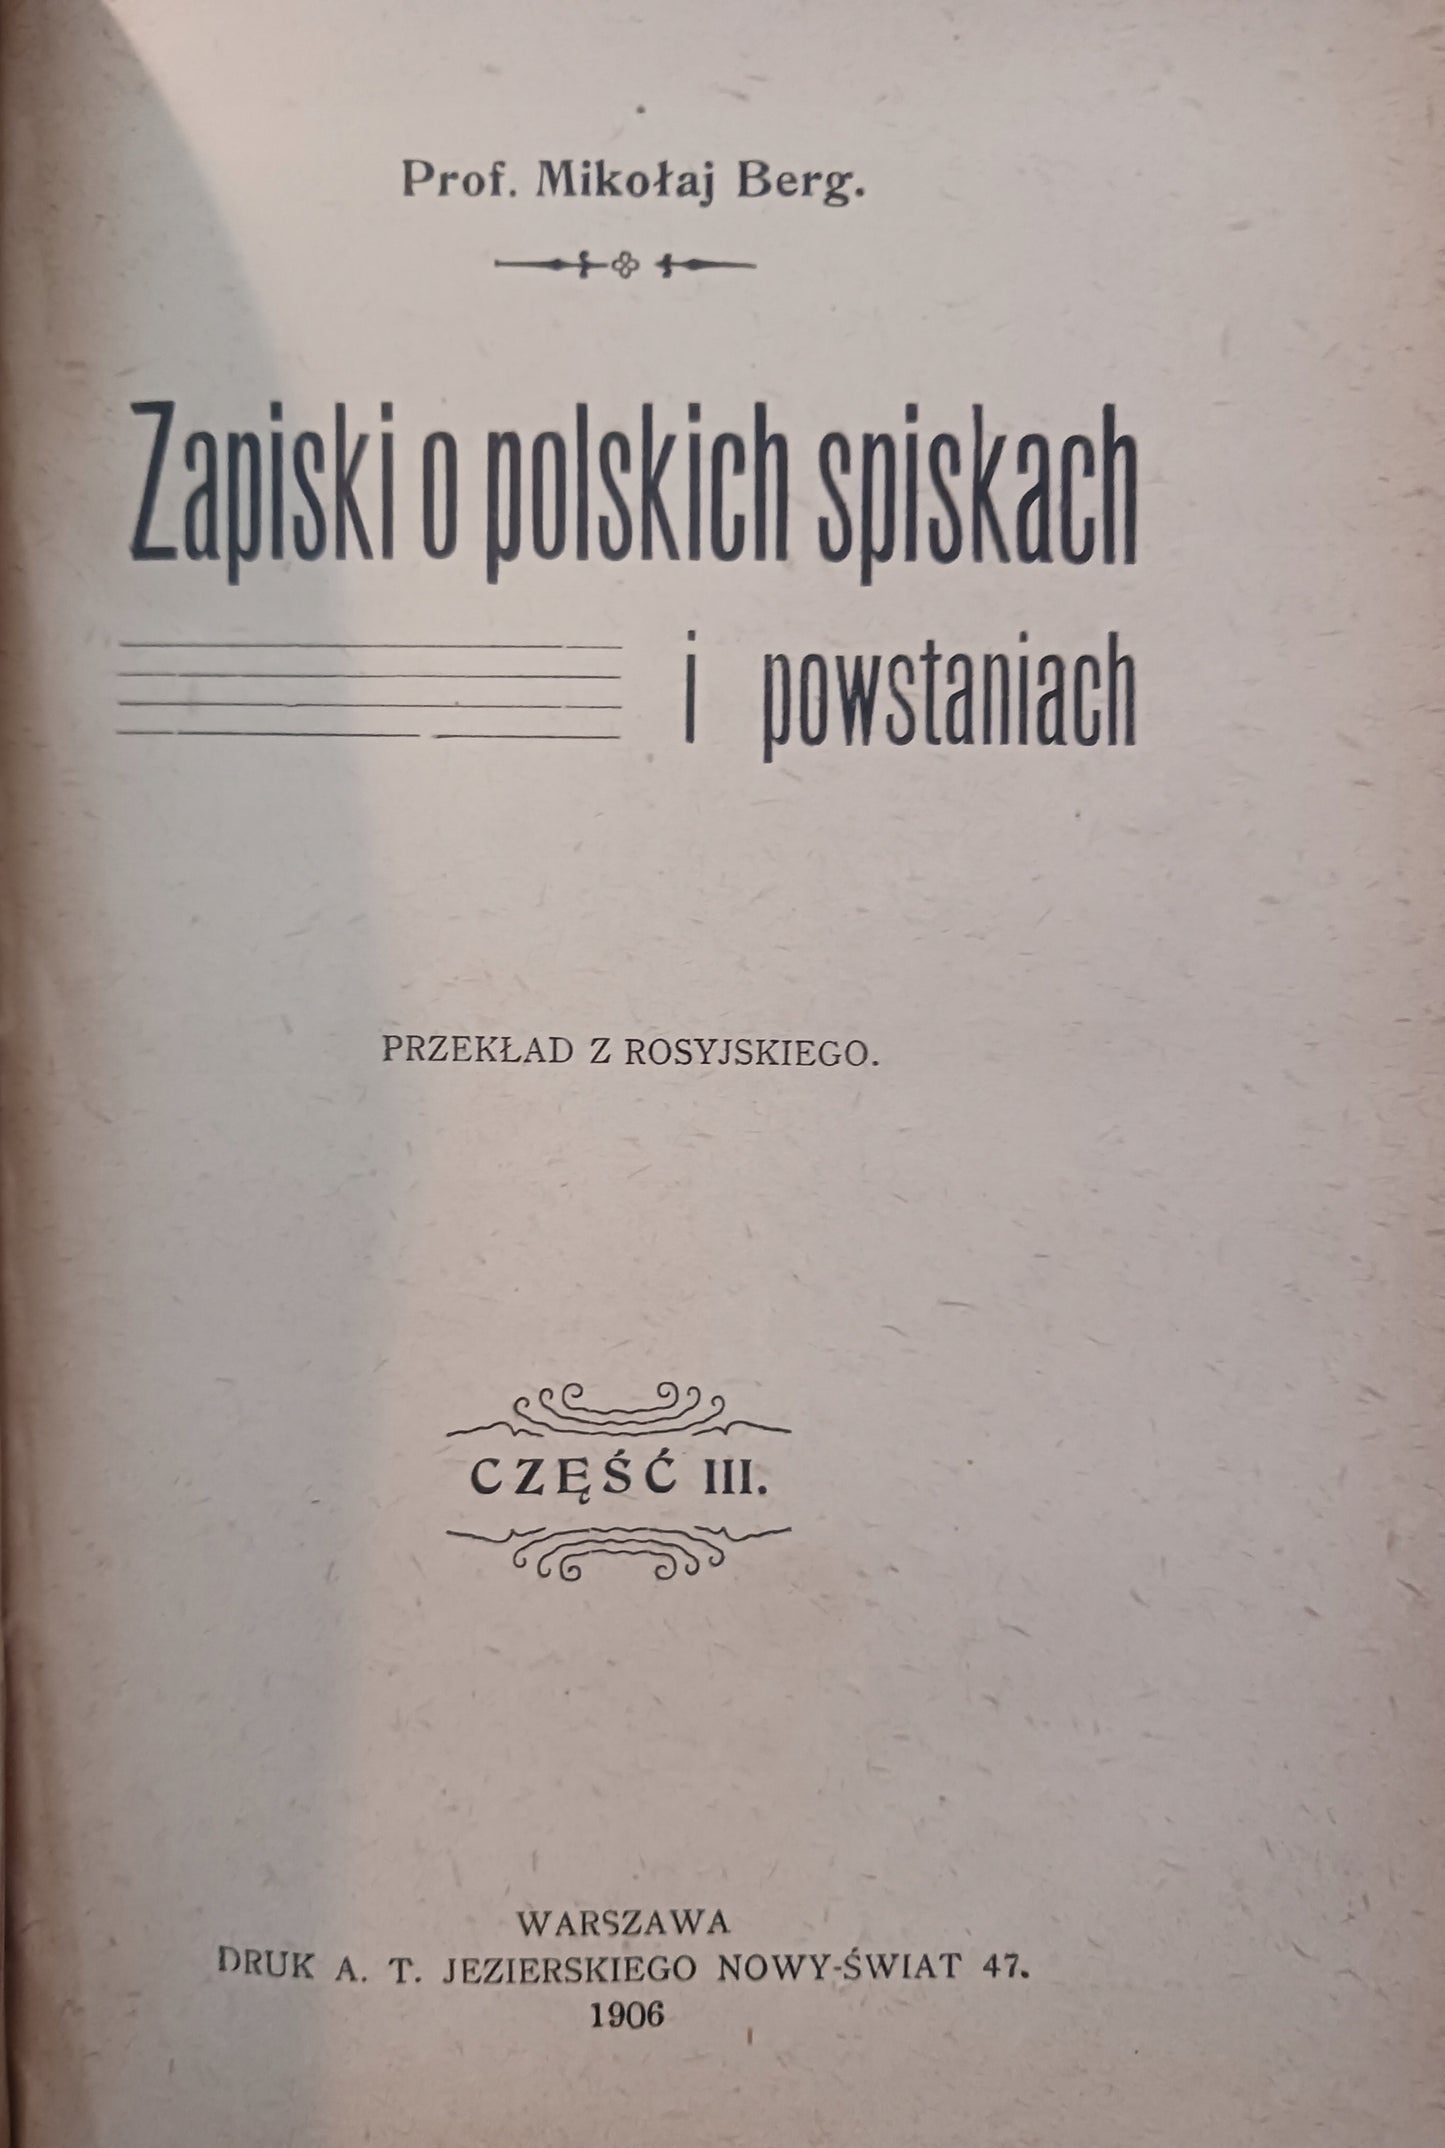 Prof. Mikołaj Berg.
Zapiski o polskich spiskach
i powstaniach
PRZEKŁAD Z ROSYJSKIEGO.
CZĘŚĆ III.
WARSZAWA
DRUK A. T. JEZIERSKIEGO NOWY-ŚWIAT 47.
1906